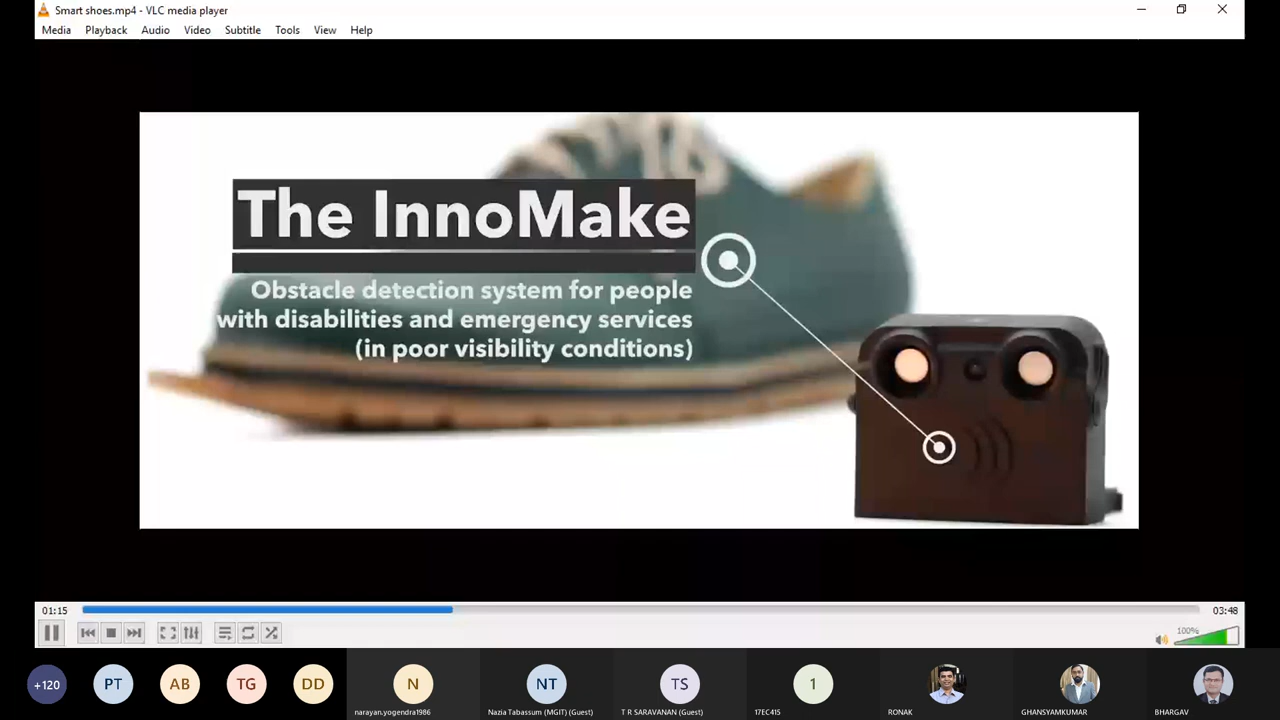 Smart shoes.mp4 - VLC media player
Media Playback Audio Video Subtitle Tools View Help
The InnoMake
Obstacle detection system for people
with disabilities and emergency services
(in poor visibility conditions)
01:15
03:48
100%
+120
PT
AB
TG
DD
N
NT
TS
1
narayan.yogendra1986
Nazia Tabassum (MGIT) (Guest)
T R SARAVANAN (Guest)
17EC415
RONAK
GHANSYAMKUMAR
BHARGAV